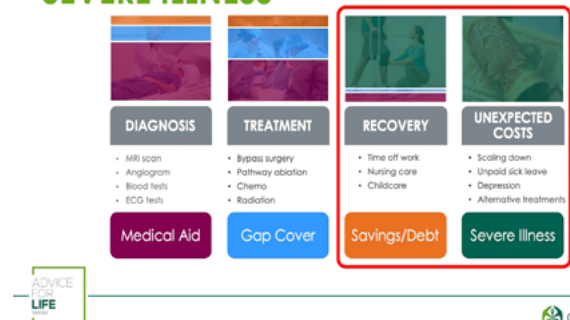 SEVERE ILLNESS
DIAGNOSIS
• MRI scan
• Angiogram
• Blood tests
• ECG tests
Medical Aid
TREATMENT
• Bypass surgery
• Pathway ablation
• Chemo
• Radiation
Gap Cover
RECOVERY
• Time off work
• Nursing care
• Childcare
Savings/Debt
UNEXPECTED
COSTS
• Scaling down
• Unpaid sick leave
• Depression
• Alternative treatments
Severe Illness
ADVICE
FOR
LIFE